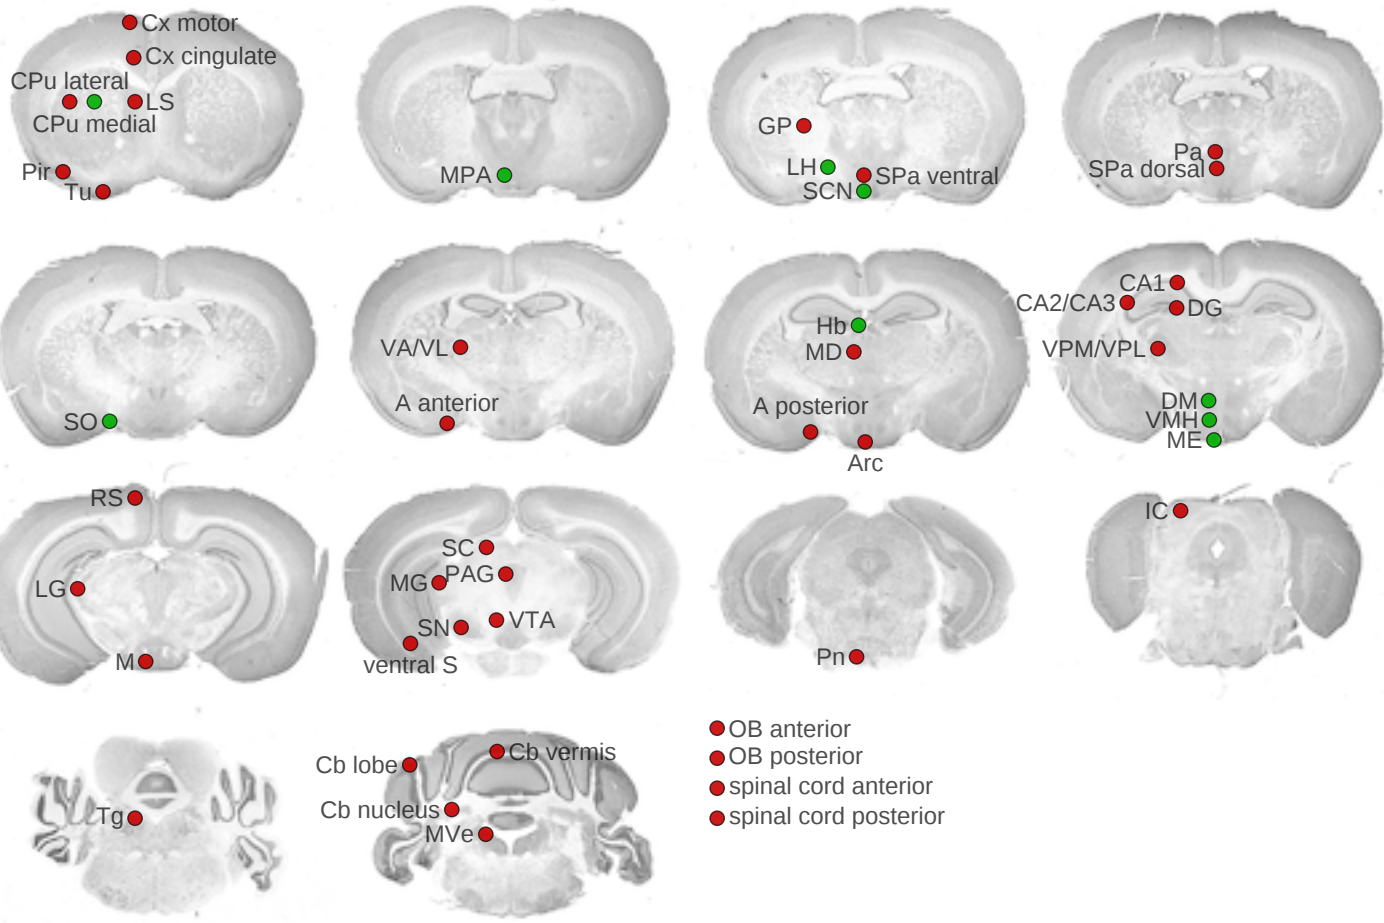 Cx motor
Cx cingulate
CPu lateral
LS
CPu medial
Pir
Tu
MPA
GP
LH
SPa ventral
SCN
Pa
SPa dorsal
SO
VA/VL
A anterior
Hb
MD
A posterior
Arc
CA1
CA2/CA3
DG
VPM/VPL
DM
VMH
ME
RS
LG
M
SC
MG
PAG
SN
VTA
ventral S
Pn
IC
Tg
Cb vermis
Cb lobe
Cb nucleus
MVe
OB anterior
OB posterior
spinal cord anterior
spinal cord posterior